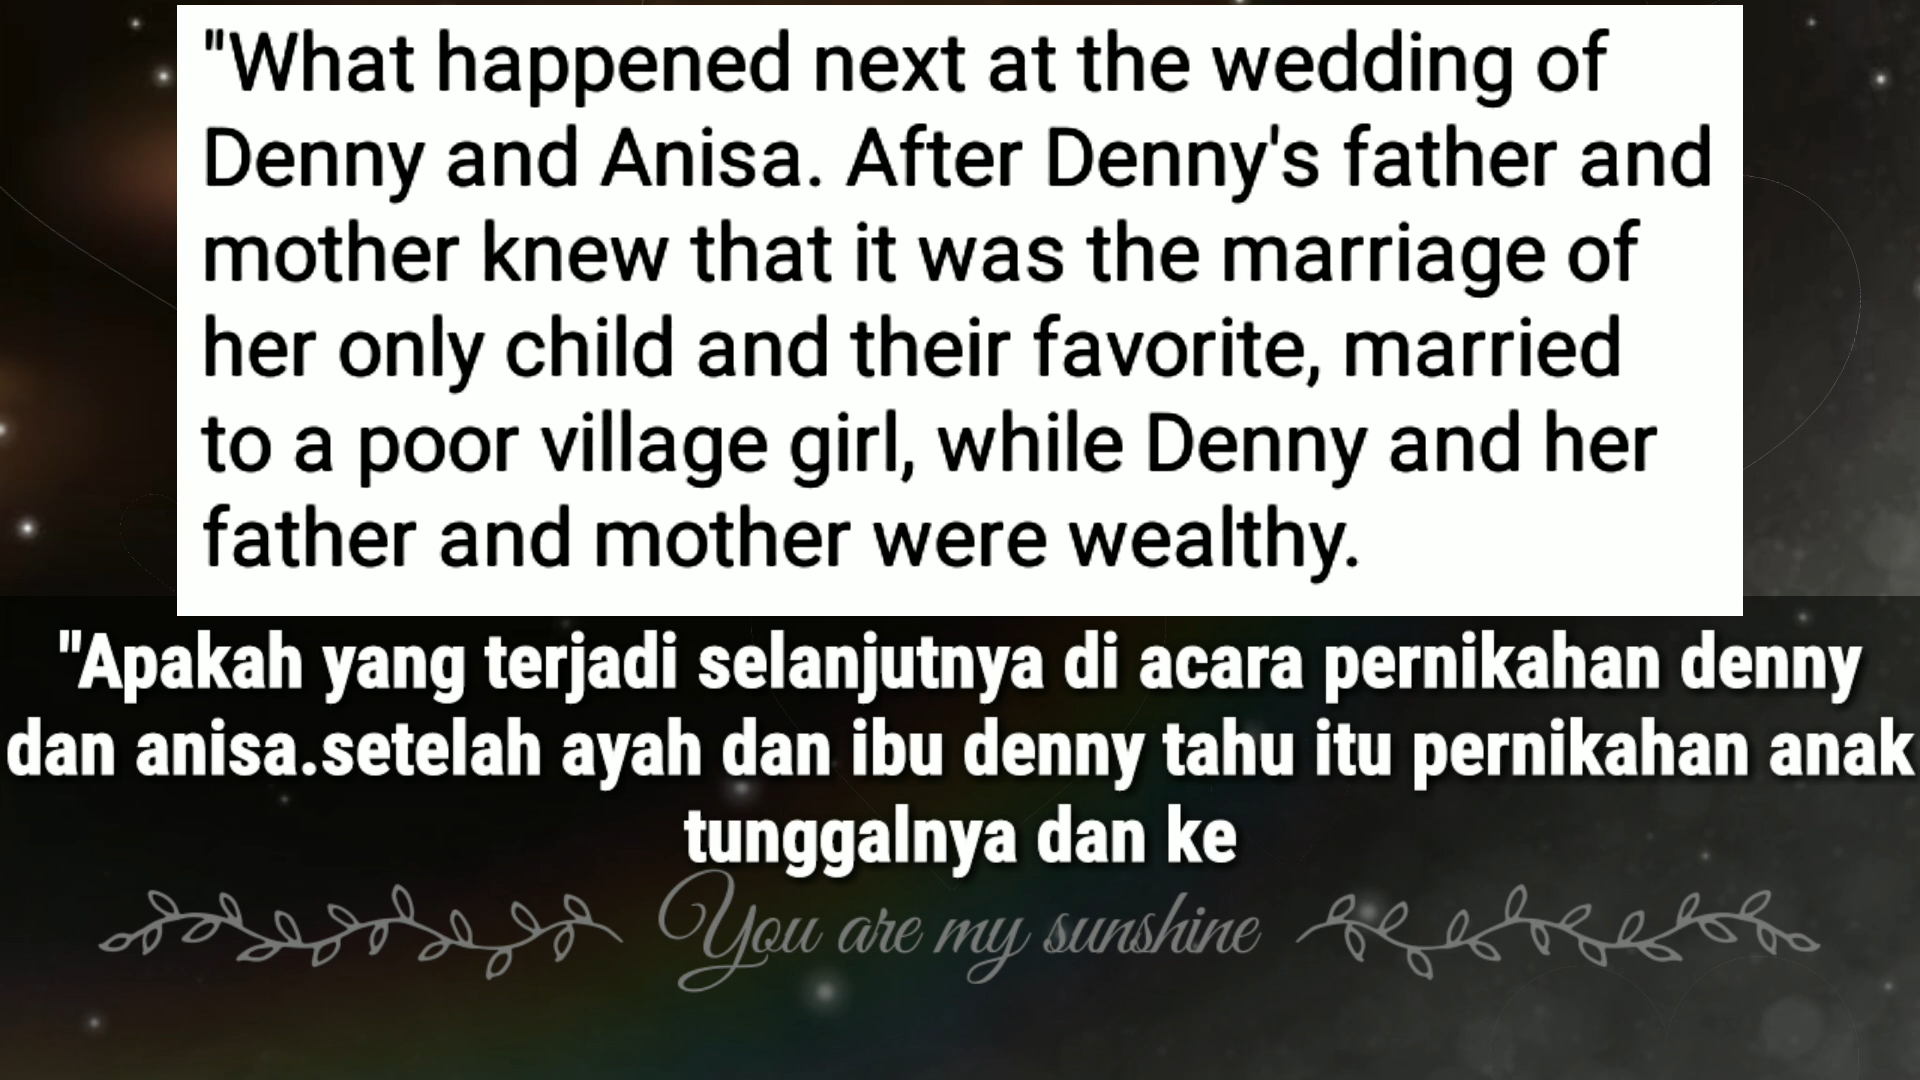 "What happened next at the wedding of
Denny and Anisa. After Denny's father and
mother knew that it was the marriage of
her only child and their favorite, married
to a poor village girl, while Denny and her
father and mother were wealthy.
"Apakah yang terjadi selanjutnya di acara pernikahan denny
dan anisa.setelah ayah dan ibu denny tahu itu pernikahan anak
tunggalnya dan ke
You are my sunshine